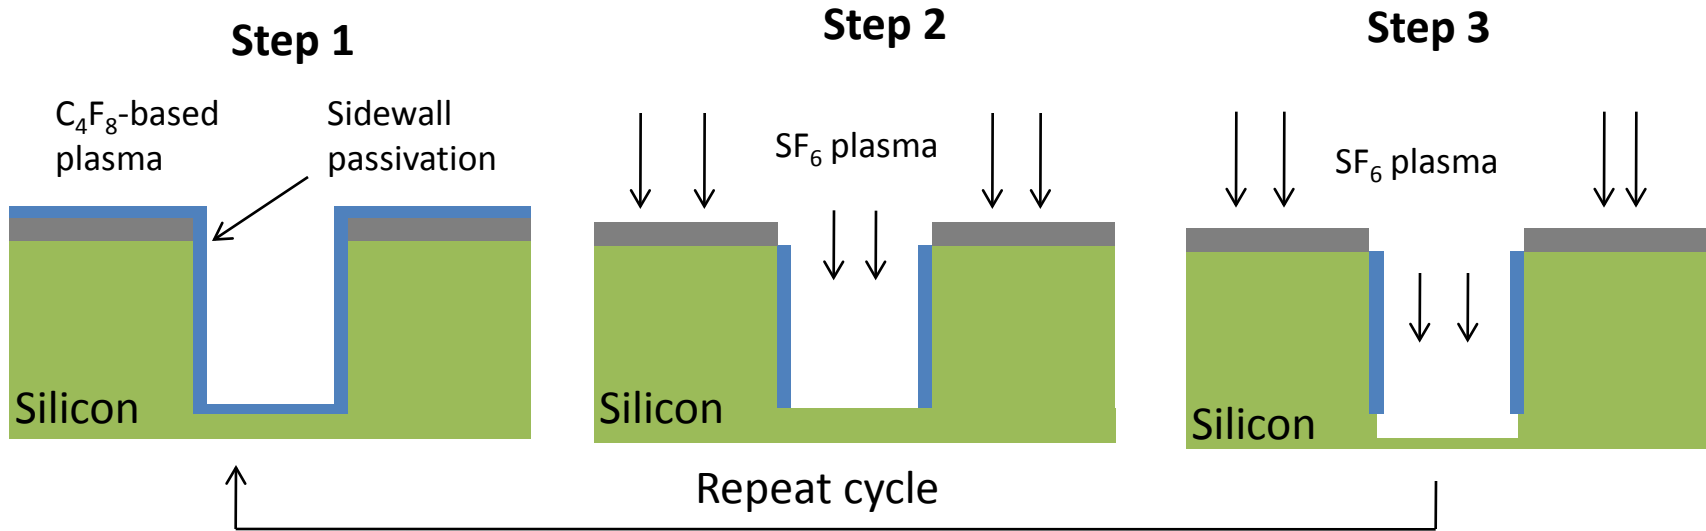 Step 1
Step 2
Step 3
C₄F₈-based
plasma
Sidewall
passivation
SF₆ plasma
SF₆ plasma
Silicon
Silicon
Silicon
Repeat cycle